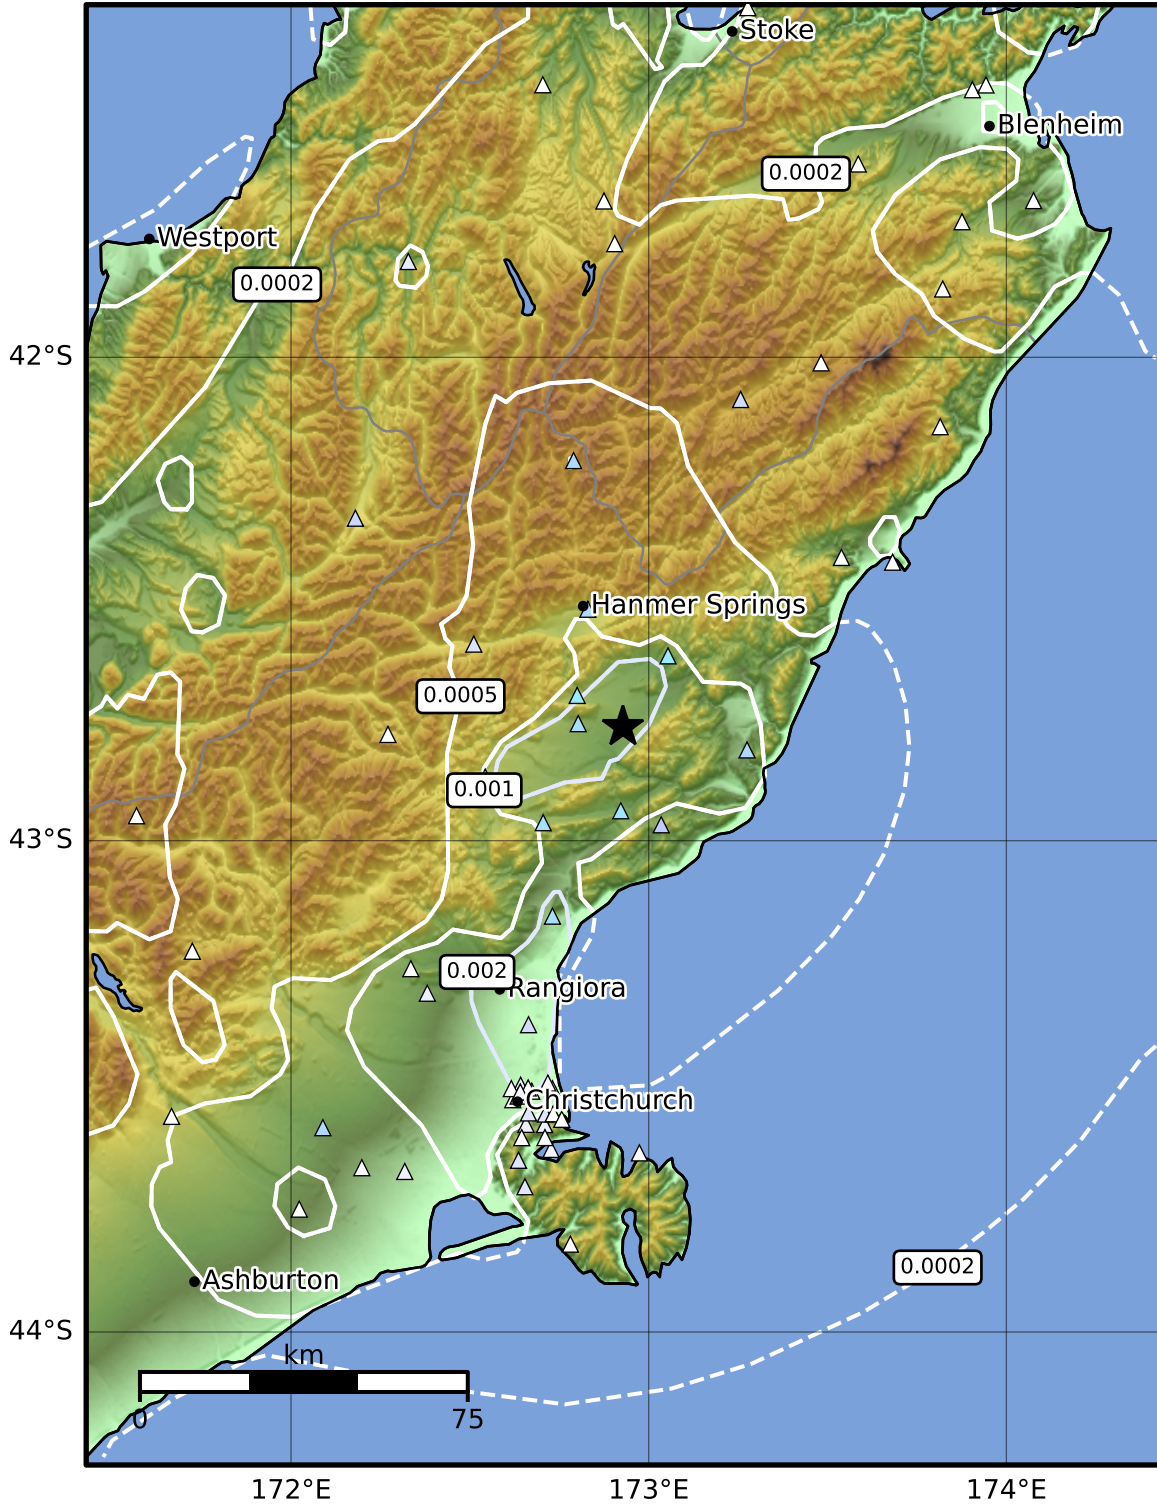 Stoke
Blenheim
0.0002
Westport
0.0002
42°S
Hanmer Springs
0.0005
0.001
43°S
0.002
Rangiora
Christchurch
0.0002
Ashburton
44°S
km
0 75
172°E 173°E 174°E